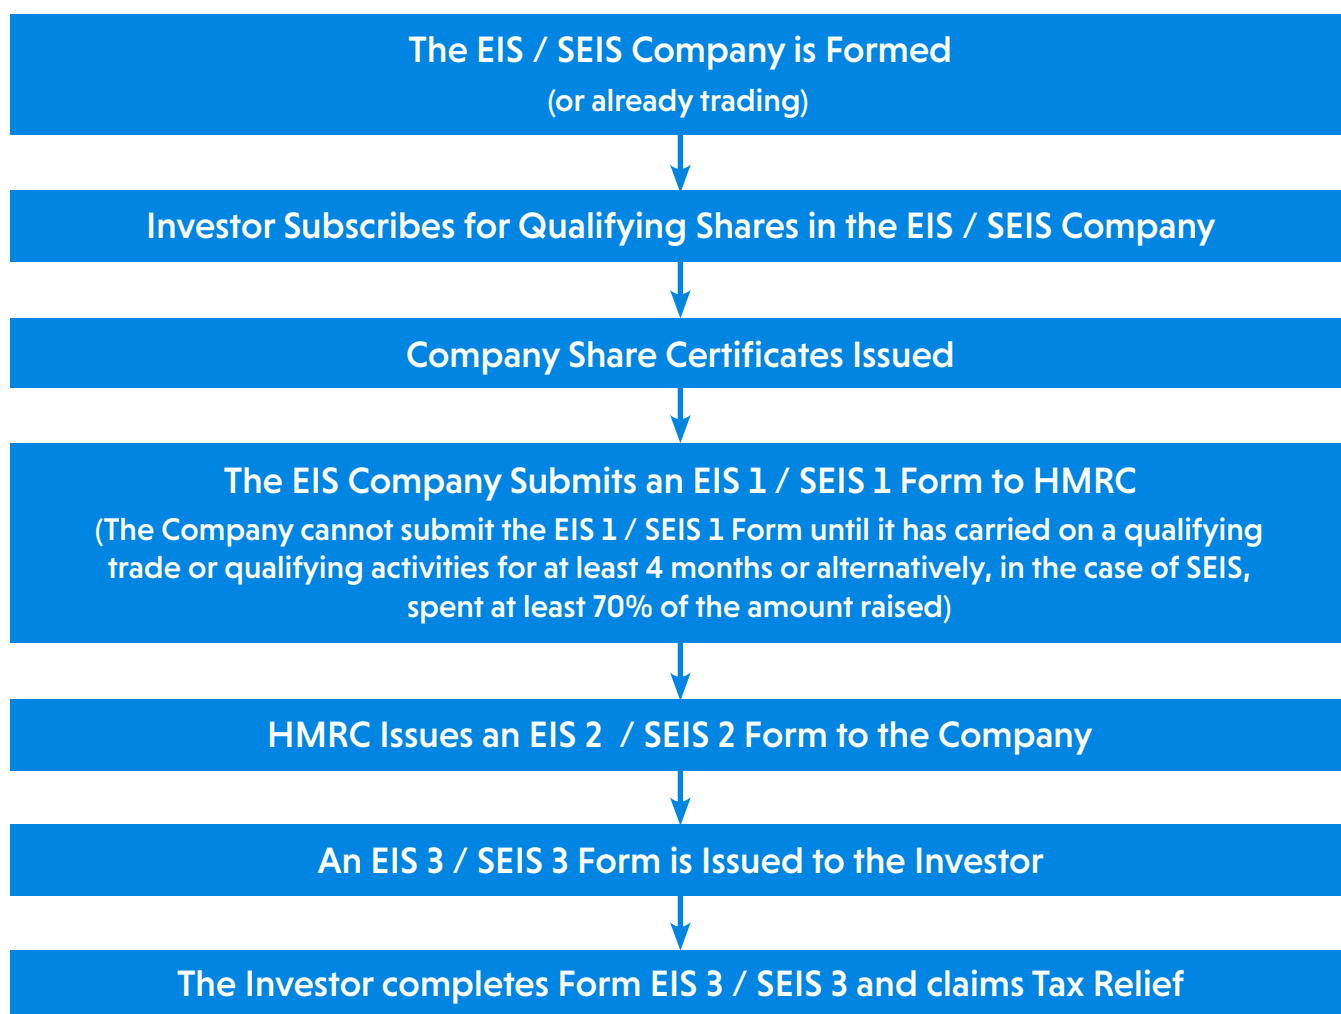 The EIS / SEIS Company is Formed
(or already trading)
Investor Subscribes for Qualifying Shares in the EIS / SEIS Company
Company Share Certificates Issued
The EIS Company Submits an EIS 1 / SEIS 1 Form to HMRC
(The Company cannot submit the EIS 1 / SEIS 1 Form until it has carried on a qualifying
trade or qualifying activities for at least 4 months or alternatively, in the case of SEIS,
spent at least 70% of the amount raised)
HMRC Issues an EIS 2 / SEIS 2 Form to the Company
An EIS 3 / SEIS 3 Form is Issued to the Investor
The Investor completes Form EIS 3 / SEIS 3 and claims Tax Relief